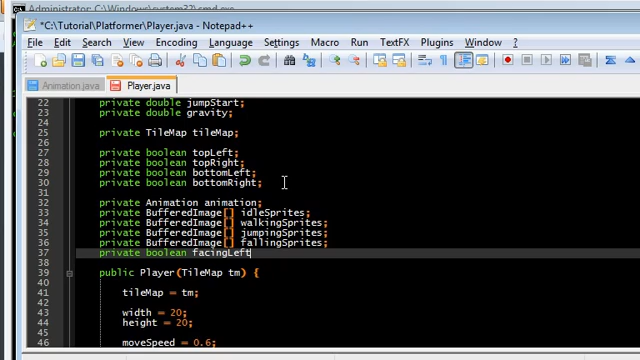 C:\Windows\system32\cmd.exe
*C:\Tutorial\Platformer\Player.java - Notepad++
File Edit Search View Encoding Language Settings Macro Run TextFX Plugins Window ?
Animation.java Player.java
22 private double jumpStart;
23 private double gravity;
24
25 private TileMap tileMap;
26
27 private boolean topLeft;
28 private boolean topRight;
29 private boolean bottomLeft;
30 private boolean bottomRight;
31
32 private Animation animation;
33 private BufferedImage[] idleSprites;
34 private BufferedImage[] walkingSprites;
35 private BufferedImage[] jumpingSprites;
36 private BufferedImage[] fallingSprites;
37 private boolean facingLeft
38
39 public Player(TileMap tm) {
40
41 tileMap = tm;
42
43 width = 20;
44 height = 20;
45
46 moveSpeed = 0.6;